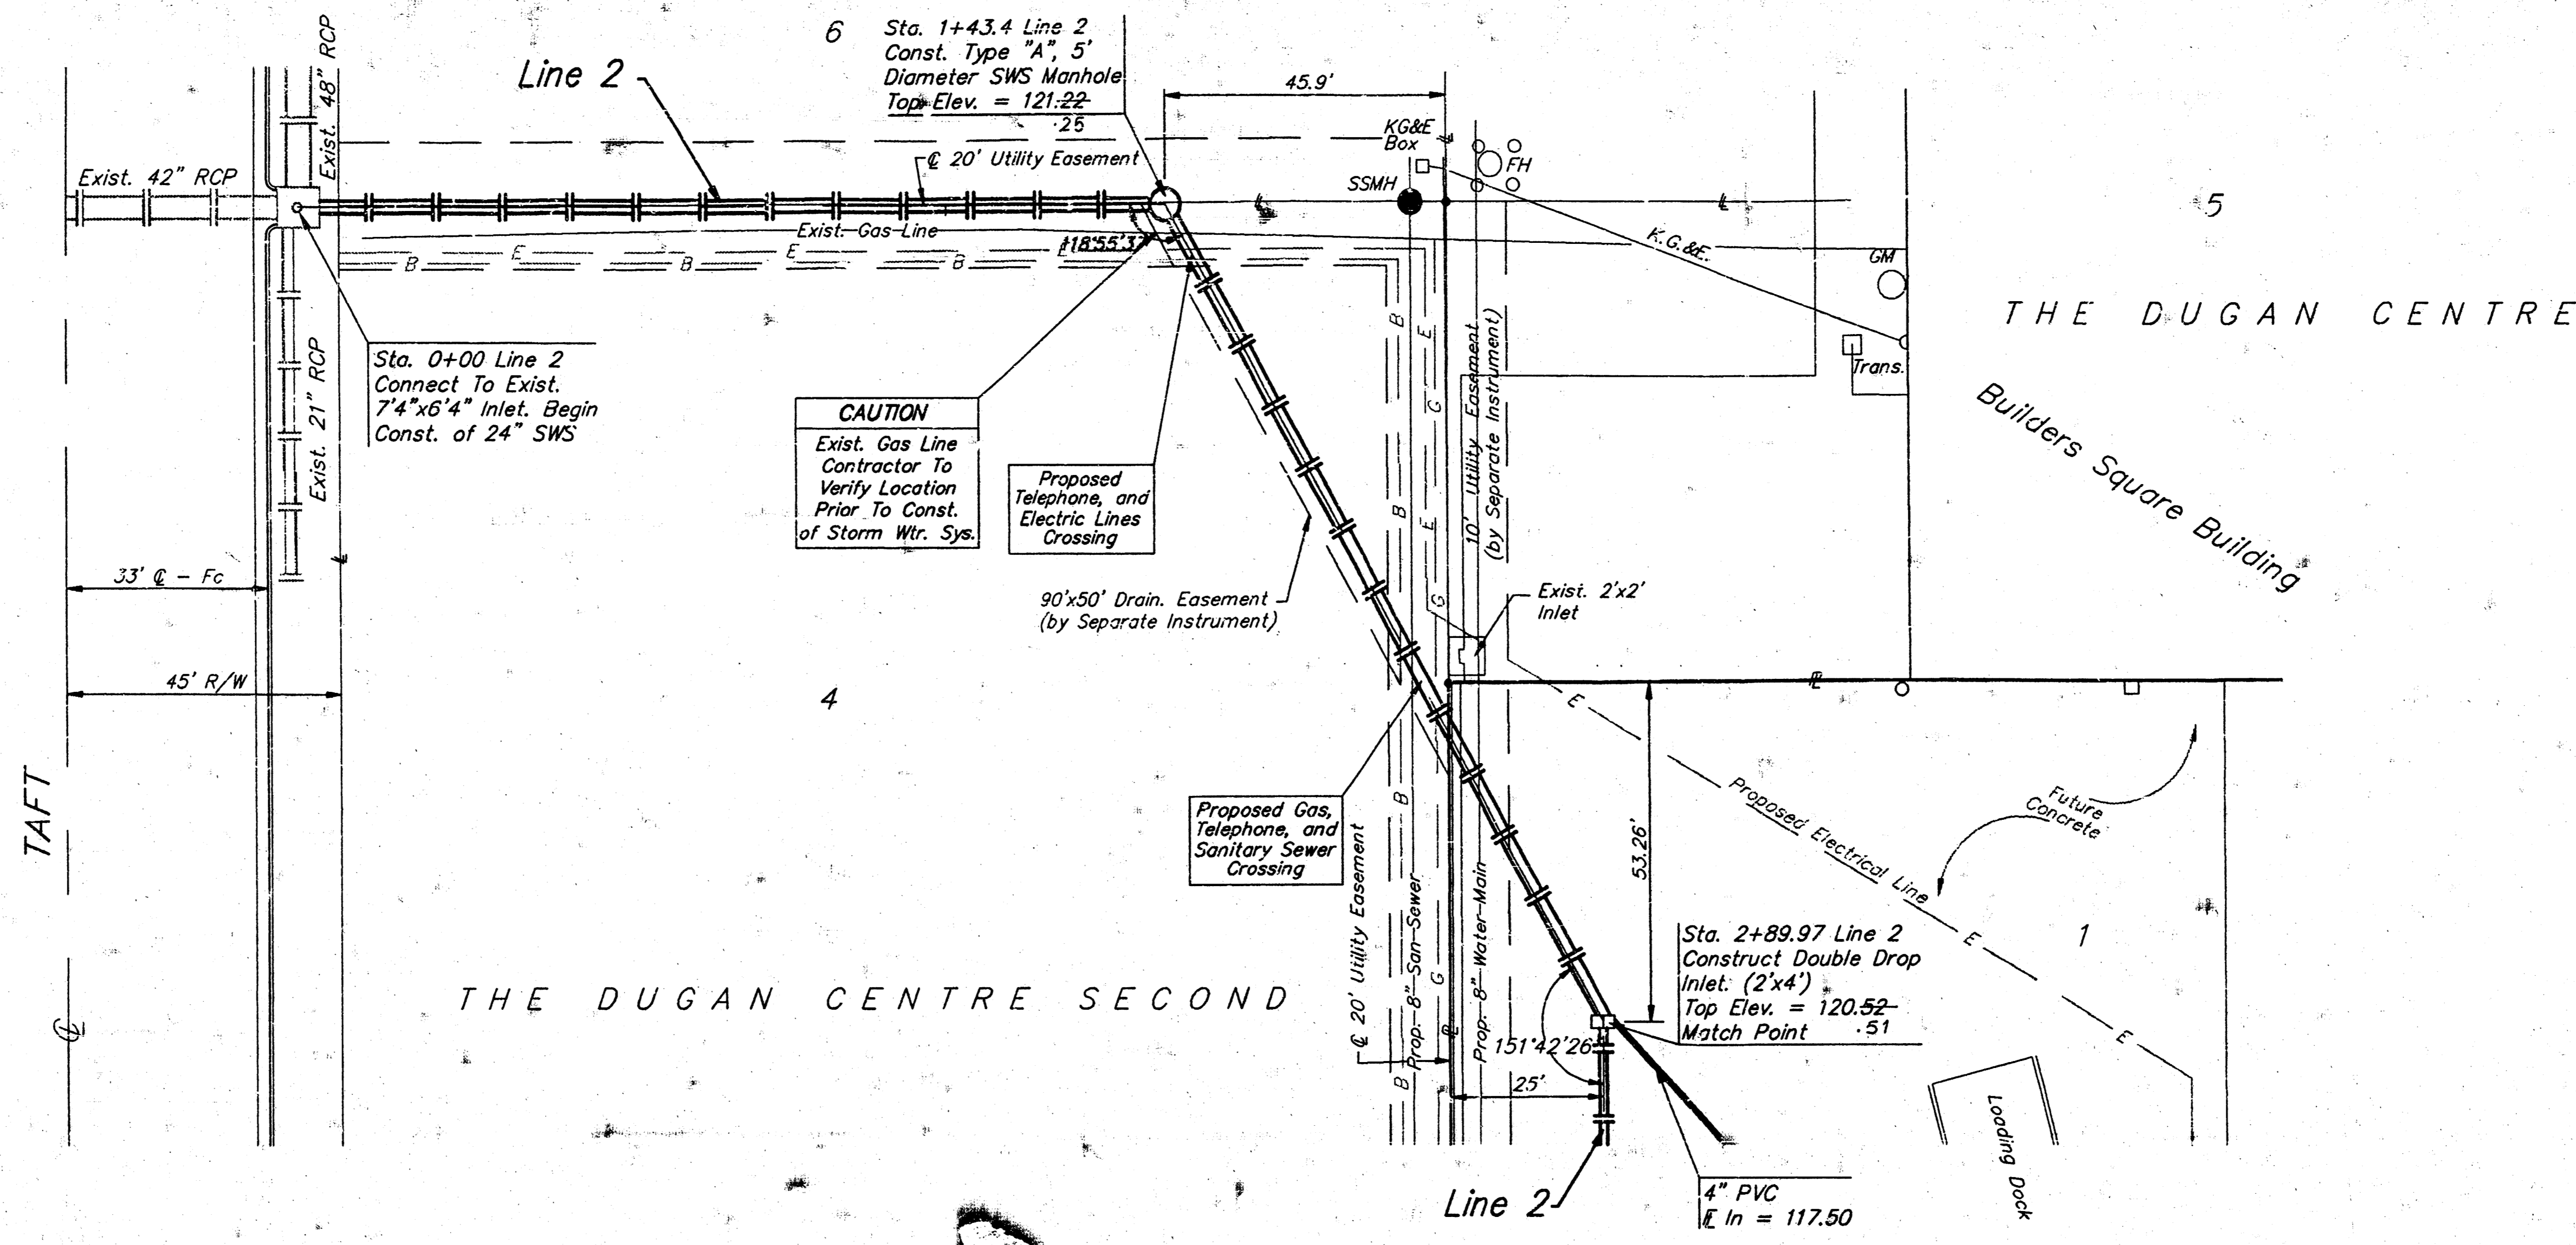 6
Sta. 1+43.4 Line 2
Const. Type "A", 5'
Diameter SWS Manhole
Top Elev. = 121.22
.25
Line 2
45.9'
Exist. 48" RCP
Exist. 42" RCP
℄ 20' Utility Easement
KG&E
Box
FH
SSMH
5
Exist. Gas Line
118°55'37
B
E
B
E
B
E
K.G.&E.
GM
Trans.
THE DUGAN CENTRE
Builders Square Building
Sta. 0+00 Line 2
Connect To Exist.
7'4"x6'4" Inlet. Begin
Const. of 24" SWS
Exist. 21" RCP
CAUTION
Exist. Gas Line
Contractor To
Verify Location
Prior To Const.
of Storm Wtr. Sys.
Proposed
Telephone, and
Electric Lines
Crossing
B
E
G
B
E
G
10' Utility Easement
(by Separate Instrument)
33' ℄ - Fc
90'x50' Drain. Easement
(by Separate Instrument)
Exist. 2'x2'
Inlet
45' R/W
4
E
TAFT
Proposed Gas,
Telephone, and
Sanitary Sewer
Crossing
B
53.26'
Proposed Electrical Line
Future
Concrete
℄ 20' Utility Easement
Prop. 8" San. Sewer
G
Prop. 8" Water Main
E
1
Sta. 2+89.97 Line 2
Construct Double Drop
Inlet. (2'x4')
Top Elev. = 120.52
Match Point .51
THE DUGAN CENTRE SECOND
℄
E
151°42'26
B
25'
Loading Dock
Line 2
4" PVC
In = 117.50